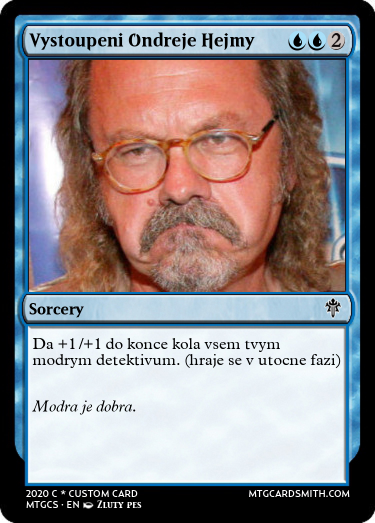 Vystoupeni Ondreje Hejmy 2
Sorcery
Da +1/+1 do konce kola vsem tvym
modrym detektivum. (hraje se v utocne fazi)
Modra je dobra.
2020 C * CUSTOM CARD
MTGCARDSMITH.COM
MTGCS · EN ZLUTY PES